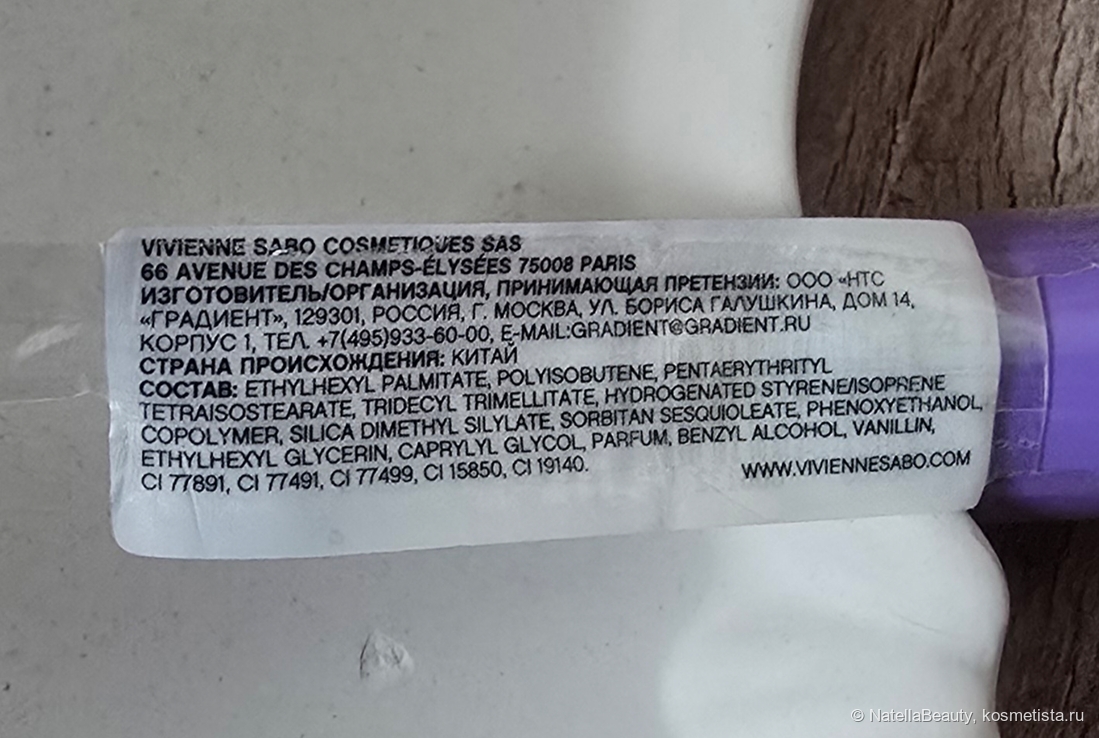 VIVIENNE SABO COSMETIQUES SAS
66 AVENUE DES CHAMPS-ÉLYSÉES 75008 PARIS
ИЗГОТОВИТЕЛЬ/ОРГАНИЗАЦИЯ, ПРИНИМАЮЩАЯ ПРЕТЕНЗИИ: ООО «НТС
«ГРАДИЕНТ», 129301, РОССИЯ, Г. МОСКВА, УЛ. БОРИСА ГАЛУШКИНА, ДОМ 14,
КОРПУС 1, ТЕЛ. +7(495)933-60-00, E-MAIL:GRADIENT@GRADIENT.RU
СТРАНА ПРОИСХОЖДЕНИЯ: КИТАЙ
СОСТАВ: ETHYLHEXYL PALMITATE, POLYISOBUTENE, PENTAERYTHRITYL
TETRAISOSTEARATE, TRIDECYL TRIMELLITATE, HYDROGENATED STYRENE/ISOPRENE
COPOLYMER, SILICA DIMETHYL SILYLATE, SORBITAN SESQUIOLEATE, PHENOXYETHANOL,
ETHYLHEXYL GLYCERIN, CAPRYLYL GLYCOL, PARFUM, BENZYL ALCOHOL, VANILLIN,
CI 77891, CI 77491, CI 77499, CI 15850, CI 19140.
WWW.VIVIENNESABO.COM
© NatellaBeauty, kosmetista.ru